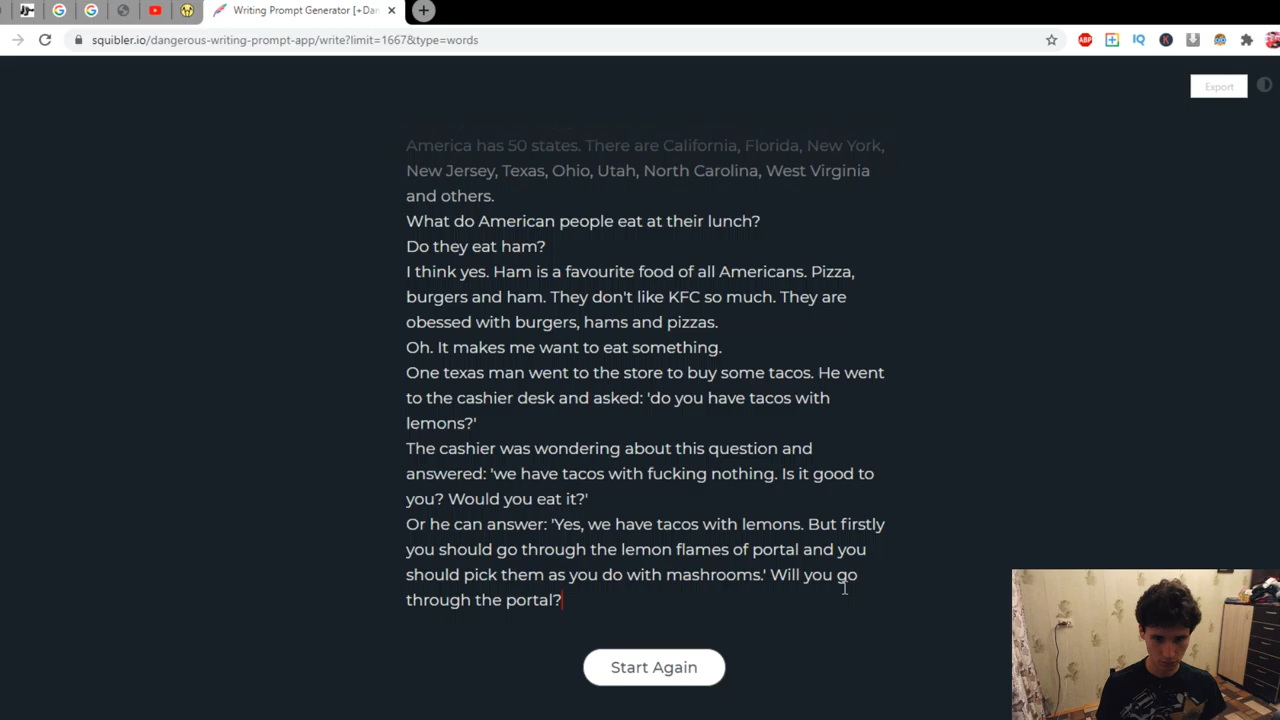 Writing Prompt Generator [+Dan
squibler.io/dangerous-writing-prompt-app/write?limit=1667&type=words
ABP
IQ
K
Export
America has 50 states. There are California, Florida, New York,
New Jersey, Texas, Ohio, Utah, North Carolina, West Virginia
and others.
What do American people eat at their lunch?
Do they eat ham?
I think yes. Ham is a favourite food of all Americans. Pizza,
burgers and ham. They don't like KFC so much. They are
obessed with burgers, hams and pizzas.
Oh. It makes me want to eat something.
One texas man went to the store to buy some tacos. He went
to the cashier desk and asked: 'do you have tacos with
lemons?'
The cashier was wondering about this question and
answered: 'we have tacos with fucking nothing. Is it good to
you? Would you eat it?'
Or he can answer: 'Yes, we have tacos with lemons. But firstly
you should go through the lemon flames of portal and you
should pick them as you do with mashrooms.' Will you go
through the portal?
Start Again